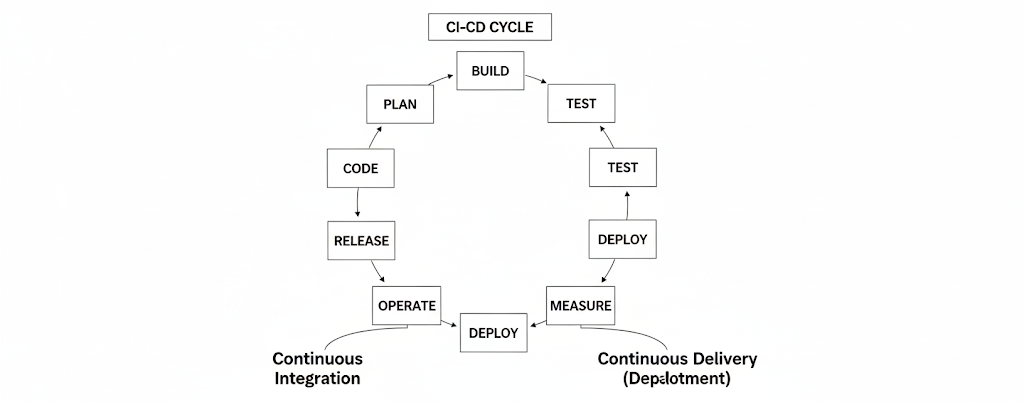 CI-CD CYCLE
BUILD
PLAN
TEST
CODE
TEST
RELEASE
DEPLOY
OPERATE
MEASURE
DEPLOY
Continuous
Integration
Continuous Delivery